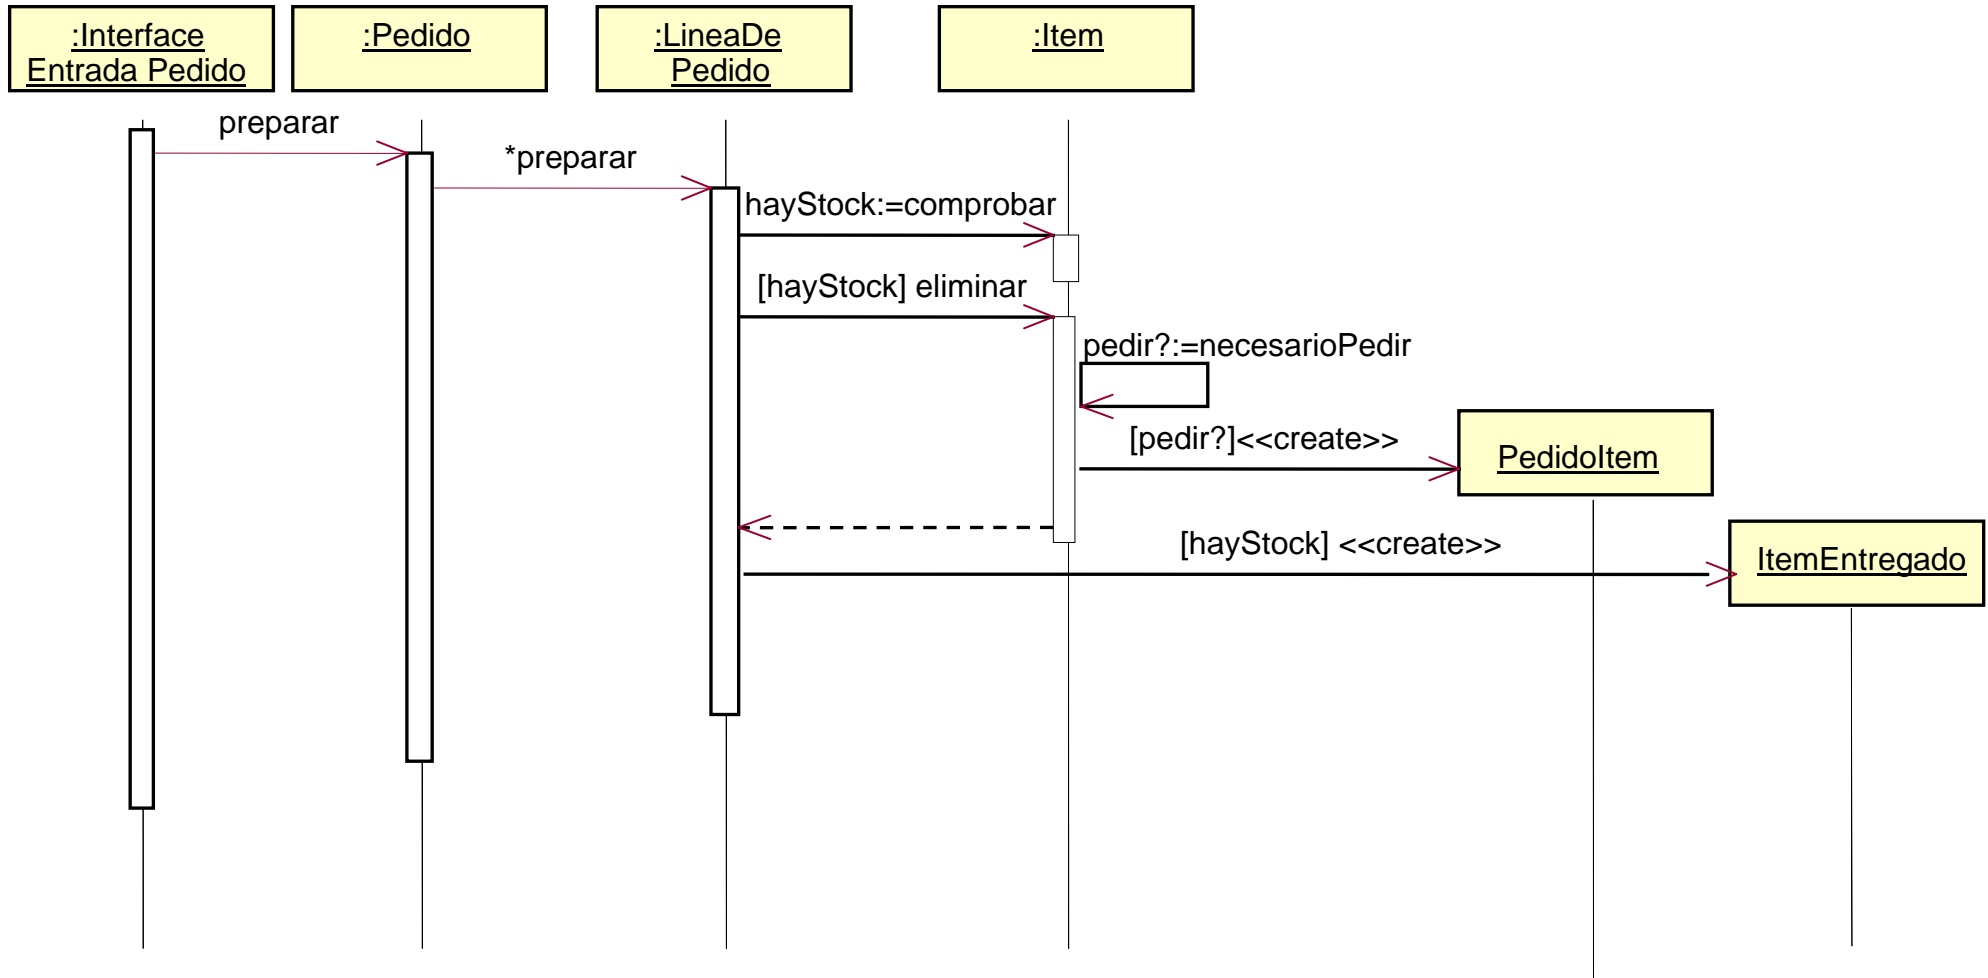 :Interface
Entrada Pedido
:Pedido
:LineaDe
Pedido
:Item
preparar
*preparar
hayStock:=comprobar
[hayStock] eliminar
pedir?:=necesarioPedir
[pedir?]<<create>>
PedidoItem
[hayStock] <<create>>
ItemEntregado